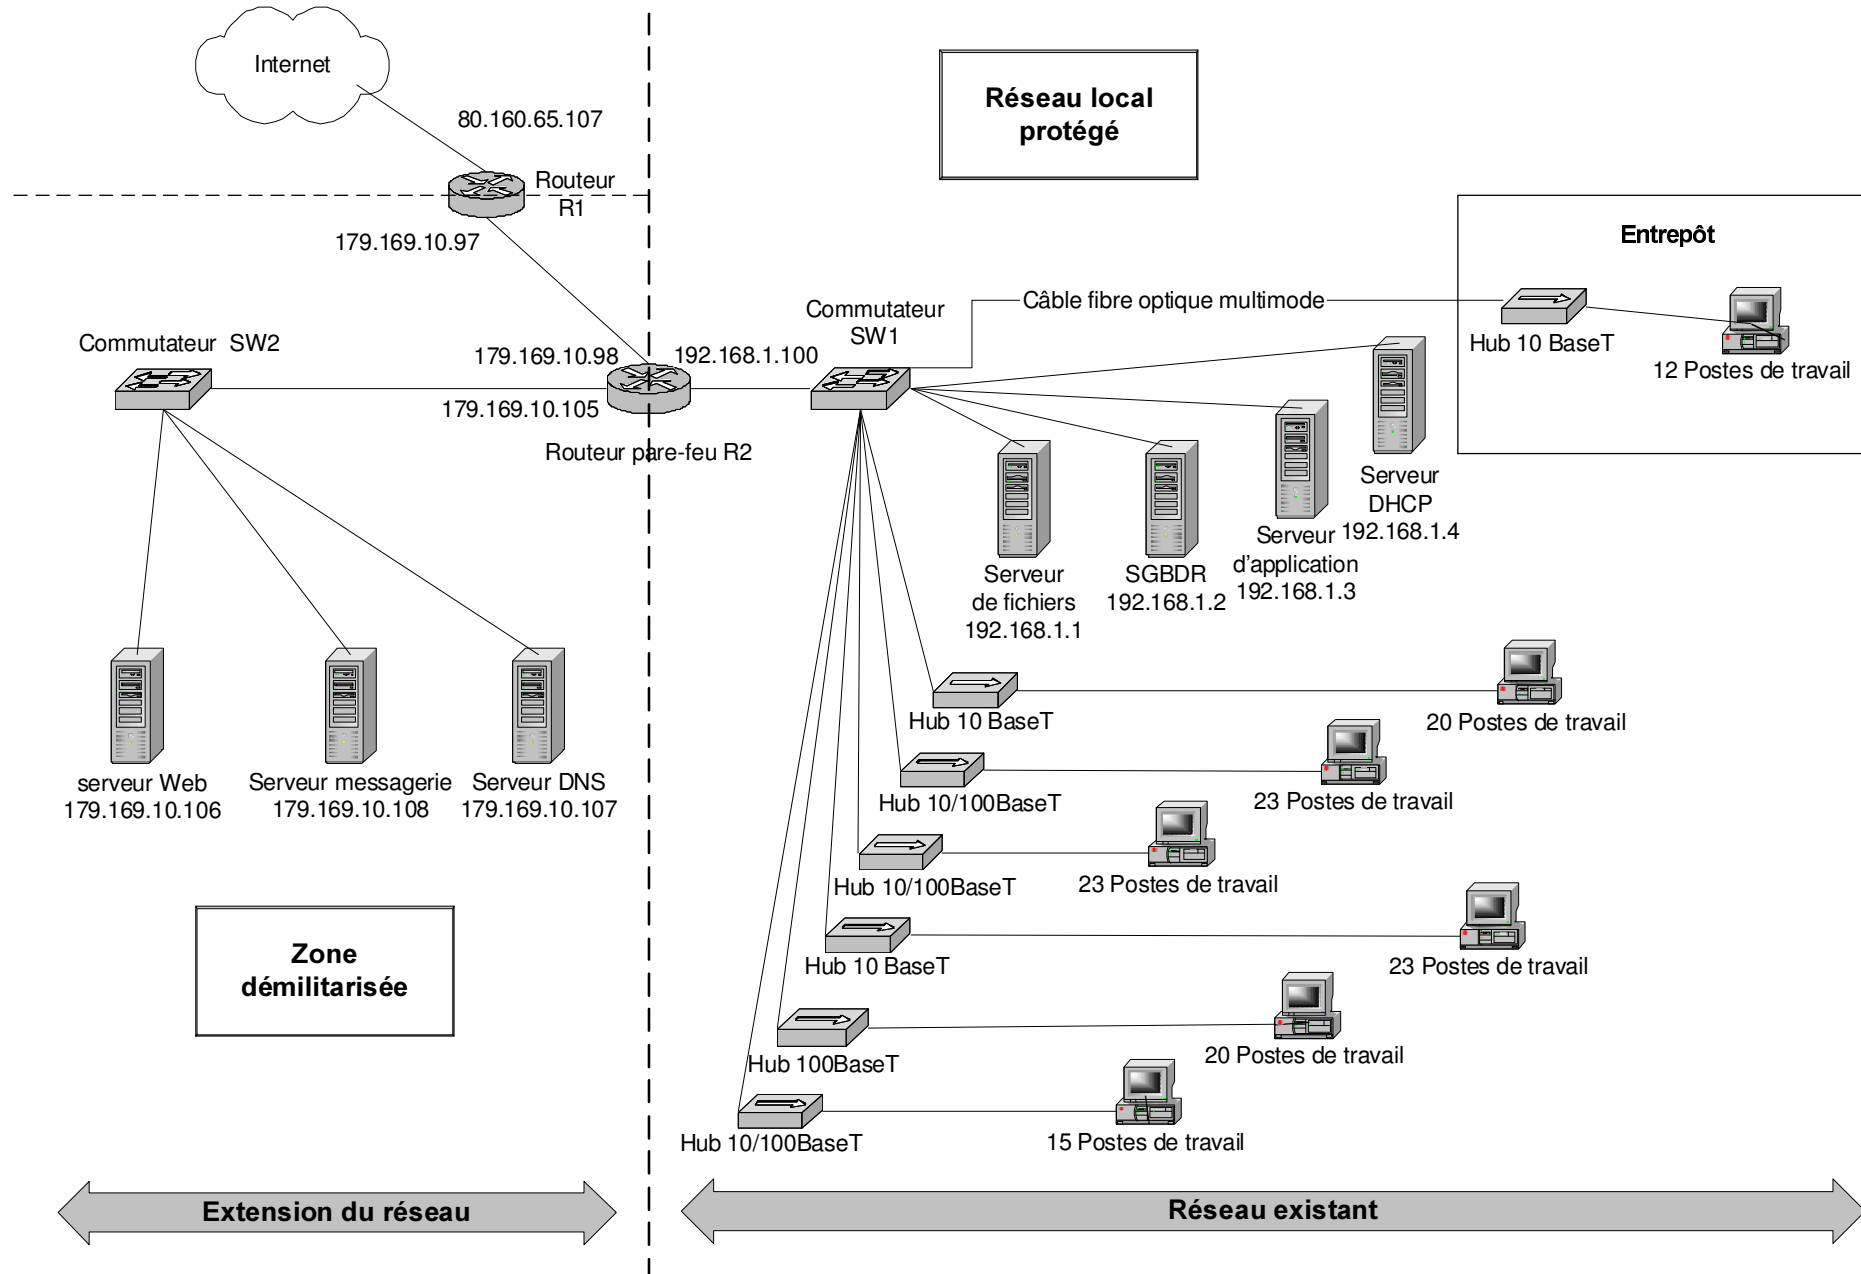 Internet
80.160.65.107
Réseau local
protégé
Routeur
R1
179.169.10.97
Entrepôt
Câble fibre optique multimode
Commutateur
SW1
Hub 10 BaseT
12 Postes de travail
Commutateur SW2
179.169.10.98
192.168.1.100
179.169.10.105
Routeur pare-feu R2
Serveur
DHCP
192.168.1.4
Serveur
d'application
192.168.1.3
SGBDR
192.168.1.2
Serveur
de fichiers
192.168.1.1
Hub 10 BaseT
20 Postes de travail
serveur Web
179.169.10.106
Serveur messagerie
179.169.10.108
Serveur DNS
179.169.10.107
Hub 10/100BaseT
23 Postes de travail
Hub 10/100BaseT
23 Postes de travail
Zone
démilitarisée
Hub 10 BaseT
23 Postes de travail
Hub 100BaseT
20 Postes de travail
Hub 10/100BaseT
15 Postes de travail
Extension du réseau
Réseau existant